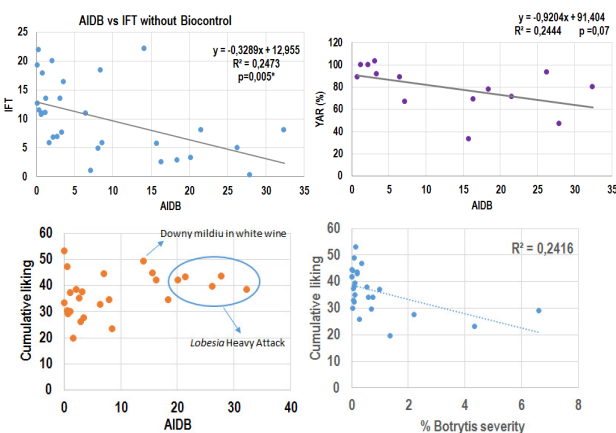 AIDB vs IFT without Biocontrol
y = -0,3289x + 12,955
R² = 0,2473
p=0,005*
25
20
15
10
5
0
0 5 10 15 20 25 30 35
IFT
AIDB
y = -0,9204x + 91,404
R² = 0,2444 p =0,07
120
100
80
60
40
20
0
0 5 10 15 20 25 30 35
YAR (%)
AIDB
60
50
40
30
20
10
0
0 10 20 30 40
Cumulative liking
AIDB
Downy mildiu in white wine
Lobesia Heavy Attack
60
50
40
30
20
10
0
0 2 4 6 8
Cumulative liking
% Botrytis severity
R² = 0,2416